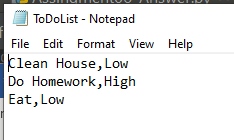 ToDoList - Notepad
File Edit Format View Help
Clean House,Low
Do Homework,High
Eat,Low